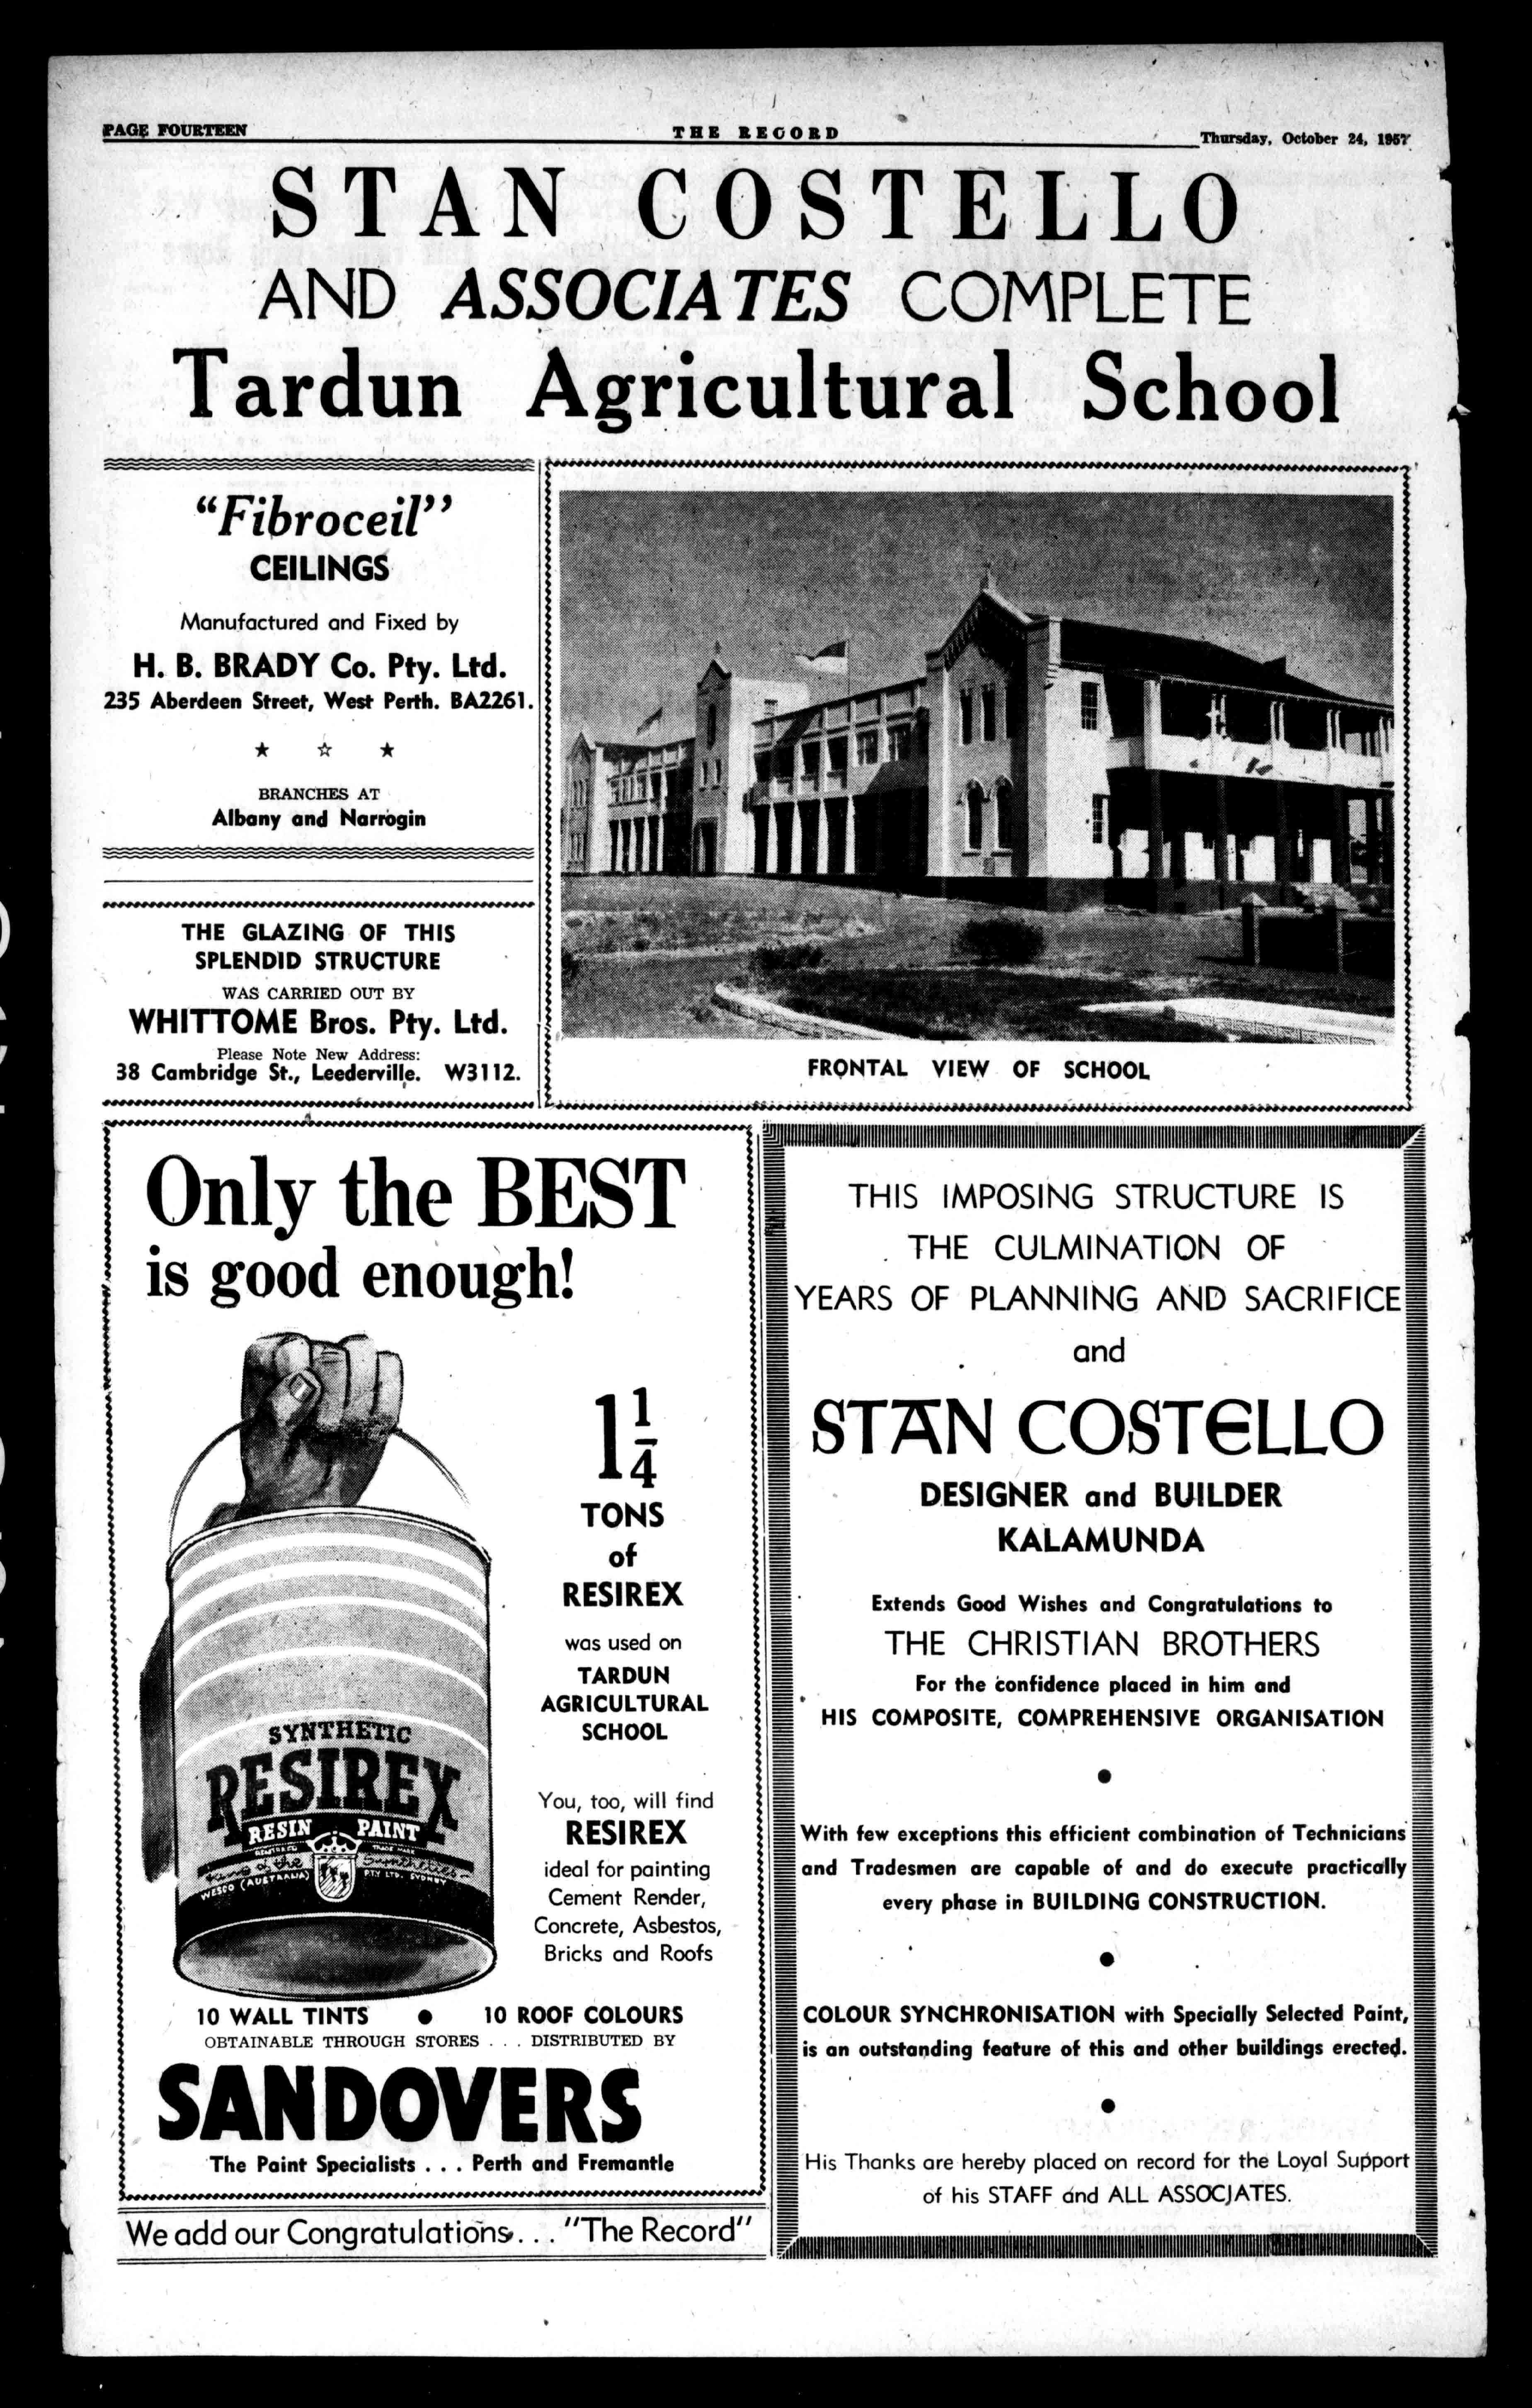 PAGE FOURTEEN
THE RECORD
Thursday, October 24, 1957
STAN COSTELLO
AND ASSOCIATES COMPLETE
Tardun Agricultural School
"Fibroceil"
CEILINGS
Manufactured and Fixed by
H. B. BRADY Co. Pty. Ltd.
235 Aberdeen Street, West Perth. BA2261.
BRANCHES AT
Albany and Narrogin
THE GLAZING OF THIS
SPLENDID STRUCTURE
WAS CARRIED OUT BY
WHITTOME Bros. Pty. Ltd.
Please Note New Address:
38 Cambridge St., Leederville. W3112.
FRONTAL VIEW OF SCHOOL
Only the BEST
is good enough!
1 1/4
TONS
of
RESIREX
was used on
TARDUN
AGRICULTURAL
SCHOOL
You, too, will find
RESIREX
ideal for painting
Cement Render,
Concrete, Asbestos,
Bricks and Roofs
SYNTHETIC
RESIREX
RESIN PAINT
King of the Synthetics
WESCO (AUSTRALIA) PTY. LTD. SYDNEY
10 WALL TINTS ● 10 ROOF COLOURS
OBTAINABLE THROUGH STORES . . . DISTRIBUTED BY
SANDOVERS
The Paint Specialists . . . Perth and Fremantle
We add our Congratulations . . . "The Record"
THIS IMPOSING STRUCTURE IS
THE CULMINATION OF
YEARS OF PLANNING AND SACRIFICE
and
STAN COSTELLO
DESIGNER and BUILDER
KALAMUNDA
Extends Good Wishes and Congratulations to
THE CHRISTIAN BROTHERS
For the confidence placed in him and
HIS COMPOSITE, COMPREHENSIVE ORGANISATION
With few exceptions this efficient combination of Technicians
and Tradesmen are capable of and do execute practically
every phase in BUILDING CONSTRUCTION.
COLOUR SYNCHRONISATION with Specially Selected Paint,
is an outstanding feature of this and other buildings erected.
His Thanks are hereby placed on record for the Loyal Support
of his STAFF and ALL ASSOCIATES.